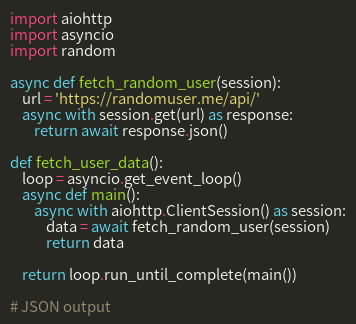 import aiohttp
import asyncio
import random

async def fetch_random_user(session):
    url = 'https://randomuser.me/api/'
    async with session.get(url) as response:
        return await response.json()

def fetch_user_data():
    loop = asyncio.get_event_loop()
    async def main():
        async with aiohttp.ClientSession() as session:
            data = await fetch_random_user(session)
            return data

    return loop.run_until_complete(main())

# JSON output